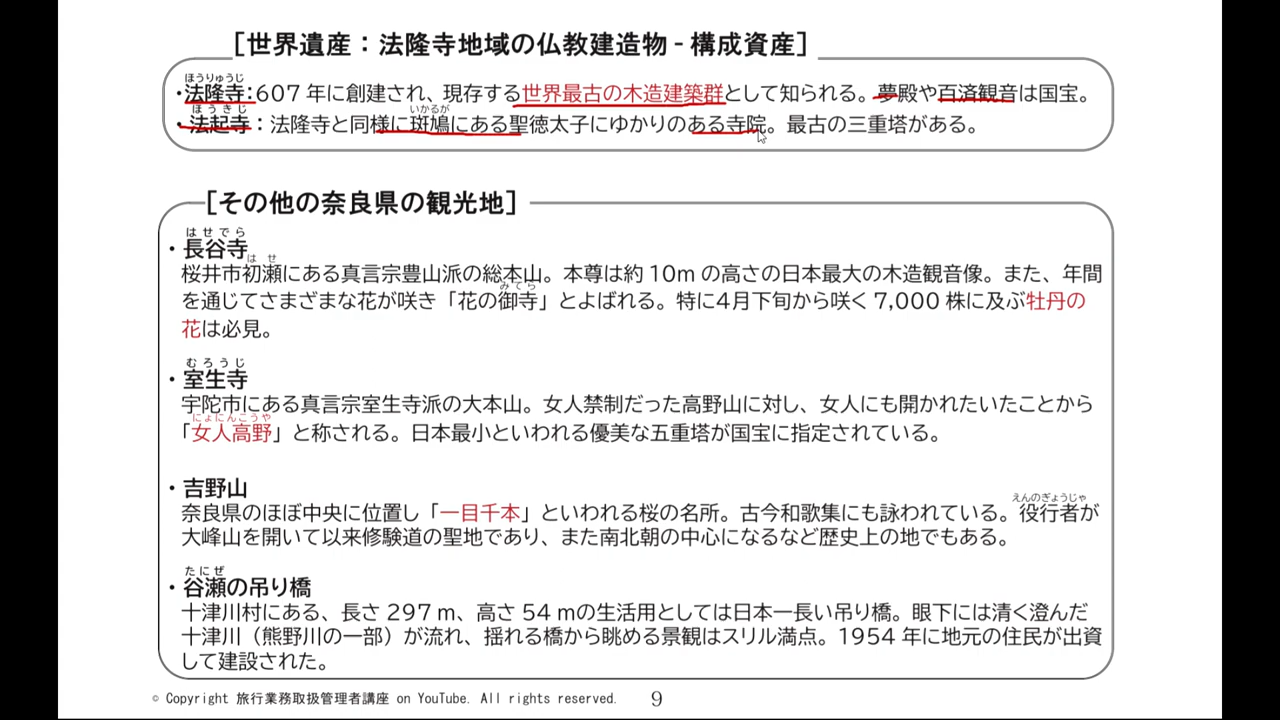 ［世界遺産：法隆寺地域の仏教建造物 - 構成資産］
ほうりゅうじ
・法隆寺：607 年に創建され、現存する世界最古の木造建築群として知られる。夢殿や百済観音は国宝。
ほうきじ いかるが
・法起寺：法隆寺と同様に斑鳩にある聖徳太子にゆかりのある寺院。最古の三重塔がある。
［その他の奈良県の観光地］
はせでら
・長谷寺
はせ
桜井市初瀬にある真言宗豊山派の総本山。本尊は約 10m の高さの日本最大の木造観音像。また、年間
みてら
を通じてさまざまな花が咲き「花の御寺」とよばれる。特に4月下旬から咲く 7,000 株に及ぶ牡丹の
花は必見。
むろうじ
・室生寺
宇陀市にある真言宗室生寺派の大本山。女人禁制だった高野山に対し、女人にも開かれたいたことから
にょにんこうや
「女人高野」と称される。日本最小といわれる優美な五重塔が国宝に指定されている。
・吉野山
えんのぎょうじゃ
奈良県のほぼ中央に位置し「一目千本」といわれる桜の名所。古今和歌集にも詠われている。役行者が
大峰山を開いて以来修験道の聖地であり、また南北朝の中心になるなど歴史上の地でもある。
たにぜ
・谷瀬の吊り橋
十津川村にある、長さ 297 m、高さ 54 mの生活用としては日本一長い吊り橋。眼下には清く澄んだ
十津川（熊野川の一部）が流れ、揺れる橋から眺める景観はスリル満点。1954 年に地元の住民が出資
して建設された。
© Copyright 旅行業務取扱管理者講座 on YouTube. All rights reserved. 9